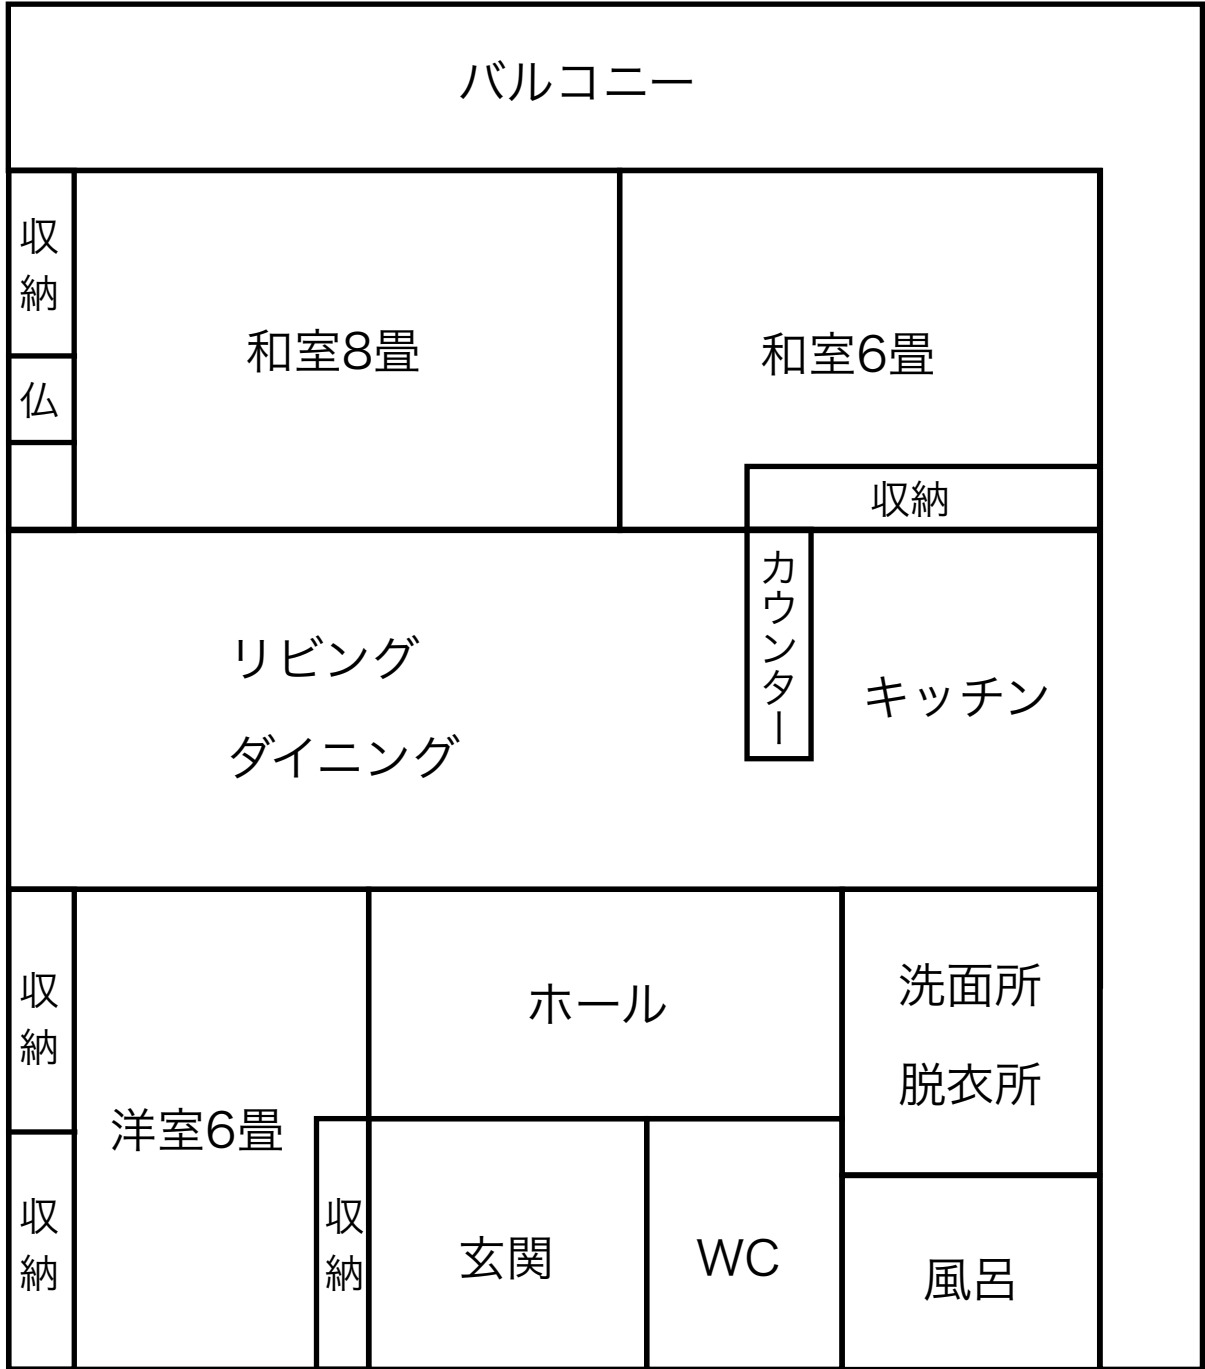 バルコニー
収納
和室8畳
和室6畳
仏
収納
カウンター
リビング
ダイニング
キッチン
収納
ホール
洗面所
脱衣所
洋室6畳
収納
収納
玄関
WC
風呂